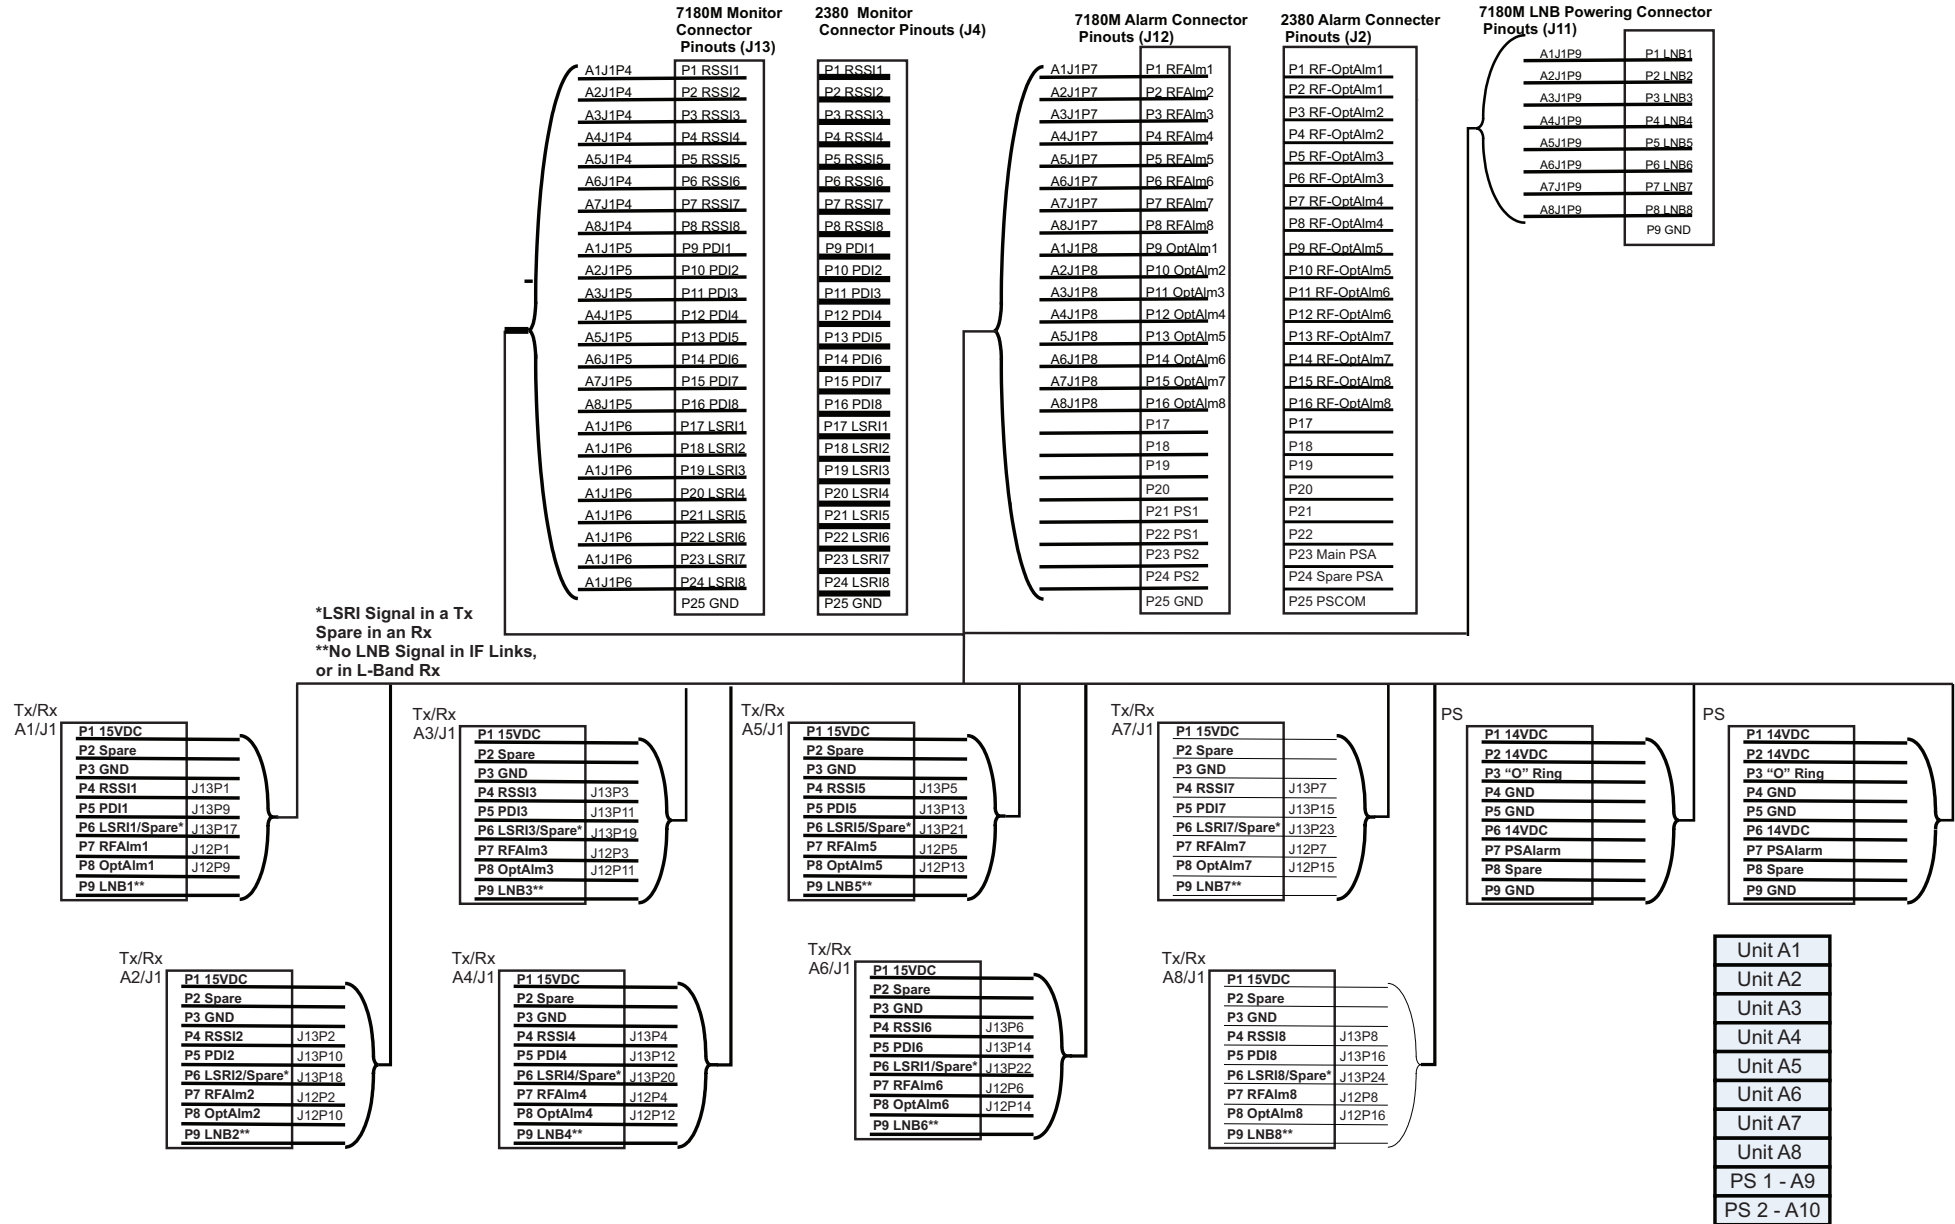 7180M Monitor
Connector
Pinouts (J13)
A1J1P4 P1 RSSI1
A2J1P4 P2 RSSI2
A3J1P4 P3 RSSI3
A4J1P4 P4 RSSI4
A5J1P4 P5 RSSI5
A6J1P4 P6 RSSI6
A7J1P4 P7 RSSI7
A8J1P4 P8 RSSI8
A1J1P5 P9 PDI1
A2J1P5 P10 PDI2
A3J1P5 P11 PDI3
A4J1P5 P12 PDI4
A5J1P5 P13 PDI5
A6J1P5 P14 PDI6
A7J1P5 P15 PDI7
A8J1P5 P16 PDI8
A1J1P6 P17 LSRI1
A1J1P6 P18 LSRI2
A1J1P6 P19 LSRI3
A1J1P6 P20 LSRI4
A1J1P6 P21 LSRI5
A1J1P6 P22 LSRI6
A1J1P6 P23 LSRI7
A1J1P6 P24 LSRI8
P25 GND
2380 Monitor
Connector Pinouts (J4)
P1 RSSI1
P2 RSSI2
P3 RSSI3
P4 RSSI4
P5 RSSI5
P6 RSSI6
P7 RSSI7
P8 RSSI8
P9 PDI1
P10 PDI2
P11 PDI3
P12 PDI4
P13 PDI5
P14 PDI6
P15 PDI7
P16 PDI8
P17 LSRI1
P18 LSRI2
P19 LSRI3
P20 LSRI4
P21 LSRI5
P22 LSRI6
P23 LSRI7
P24 LSRI8
P25 GND
7180M Alarm Connector
Pinouts (J12)
A1J1P7 P1 RFAlm1
A2J1P7 P2 RFAlm2
A3J1P7 P3 RFAlm3
A4J1P7 P4 RFAlm4
A5J1P7 P5 RFAlm5
A6J1P7 P6 RFAlm6
A7J1P7 P7 RFAlm7
A8J1P7 P8 RFAlm8
A1J1P8 P9 OptAlm1
A2J1P8 P10 OptAlm2
A3J1P8 P11 OptAlm3
A4J1P8 P12 OptAlm4
A5J1P8 P13 OptAlm5
A6J1P8 P14 OptAlm6
A7J1P8 P15 OptAlm7
A8J1P8 P16 OptAlm8
P17
P18
P19
P20
P21 PS1
P22 PS1
P23 PS2
P24 PS2
P25 GND
2380 Alarm Connecter
Pinouts (J2)
P1 RF-OptAlm1
P2 RF-OptAlm1
P3 RF-OptAlm2
P4 RF-OptAlm2
P5 RF-OptAlm3
P6 RF-OptAlm3
P7 RF-OptAlm4
P8 RF-OptAlm4
P9 RF-OptAlm5
P10 RF-OptAlm5
P11 RF-OptAlm6
P12 RF-OptAlm6
P13 RF-OptAlm7
P14 RF-OptAlm7
P15 RF-OptAlm8
P16 RF-OptAlm8
P17
P18
P19
P20
P21
P22
P23 Main PSA
P24 Spare PSA
P25 PSCOM
7180M LNB Powering Connector
Pinouts (J11)
A1J1P9 P1 LNB1
A2J1P9 P2 LNB2
A3J1P9 P3 LNB3
A4J1P9 P4 LNB4
A5J1P9 P5 LNB5
A6J1P9 P6 LNB6
A7J1P9 P7 LNB7
A8J1P9 P8 LNB8
P9 GND
*LSRI Signal in a Tx
Spare in an Rx
**No LNB Signal in IF Links,
or in L-Band Rx
Tx/Rx
A1/J1
P1 15VDC
P2 Spare
P3 GND
P4 RSSI1 J13P1
P5 PDI1 J13P9
P6 LSRI1/Spare* J13P17
P7 RFAlm1 J12P1
P8 OptAlm1 J12P9
P9 LNB1**
Tx/Rx
A3/J1
P1 15VDC
P2 Spare
P3 GND
P4 RSSI3 J13P3
P5 PDI3 J13P11
P6 LSRI3/Spare* J13P19
P7 RFAlm3 J12P3
P8 OptAlm3 J12P11
P9 LNB3**
Tx/Rx
A5/J1
P1 15VDC
P2 Spare
P3 GND
P4 RSSI5 J13P5
P5 PDI5 J13P13
P6 LSRI5/Spare* J13P21
P7 RFAlm5 J12P5
P8 OptAlm5 J12P13
P9 LNB5**
Tx/Rx
A7/J1
P1 15VDC
P2 Spare
P3 GND
P4 RSSI7 J13P7
P5 PDI7 J13P15
P6 LSRI7/Spare* J13P23
P7 RFAlm7 J12P7
P8 OptAlm7 J12P15
P9 LNB7**
PS
P1 14VDC
P2 14VDC
P3 “O” Ring
P4 GND
P5 GND
P6 14VDC
P7 PSAlarm
P8 Spare
P9 GND
PS
P1 14VDC
P2 14VDC
P3 “O” Ring
P4 GND
P5 GND
P6 14VDC
P7 PSAlarm
P8 Spare
P9 GND
Tx/Rx
A2/J1
P1 15VDC
P2 Spare
P3 GND
P4 RSSI2 J13P2
P5 PDI2 J13P10
P6 LSRI2/Spare* J13P18
P7 RFAlm2 J12P2
P8 OptAlm2 J12P10
P9 LNB2**
Tx/Rx
A4/J1
P1 15VDC
P2 Spare
P3 GND
P4 RSSI4 J13P4
P5 PDI4 J13P12
P6 LSRI4/Spare* J13P20
P7 RFAlm4 J12P4
P8 OptAlm4 J12P12
P9 LNB4**
Tx/Rx
A6/J1
P1 15VDC
P2 Spare
P3 GND
P4 RSSI6 J13P6
P5 PDI6 J13P14
P6 LSRI1/Spare* J13P22
P7 RFAlm6 J12P6
P8 OptAlm6 J12P14
P9 LNB6**
Tx/Rx
A8/J1
P1 15VDC
P2 Spare
P3 GND
P4 RSSI8 J13P8
P5 PDI8 J13P16
P6 LSRI8/Spare* J13P24
P7 RFAlm8 J12P8
P8 OptAlm8 J12P16
P9 LNB8**
Unit A1
Unit A2
Unit A3
Unit A4
Unit A5
Unit A6
Unit A7
Unit A8
PS 1 - A9
PS 2 - A10